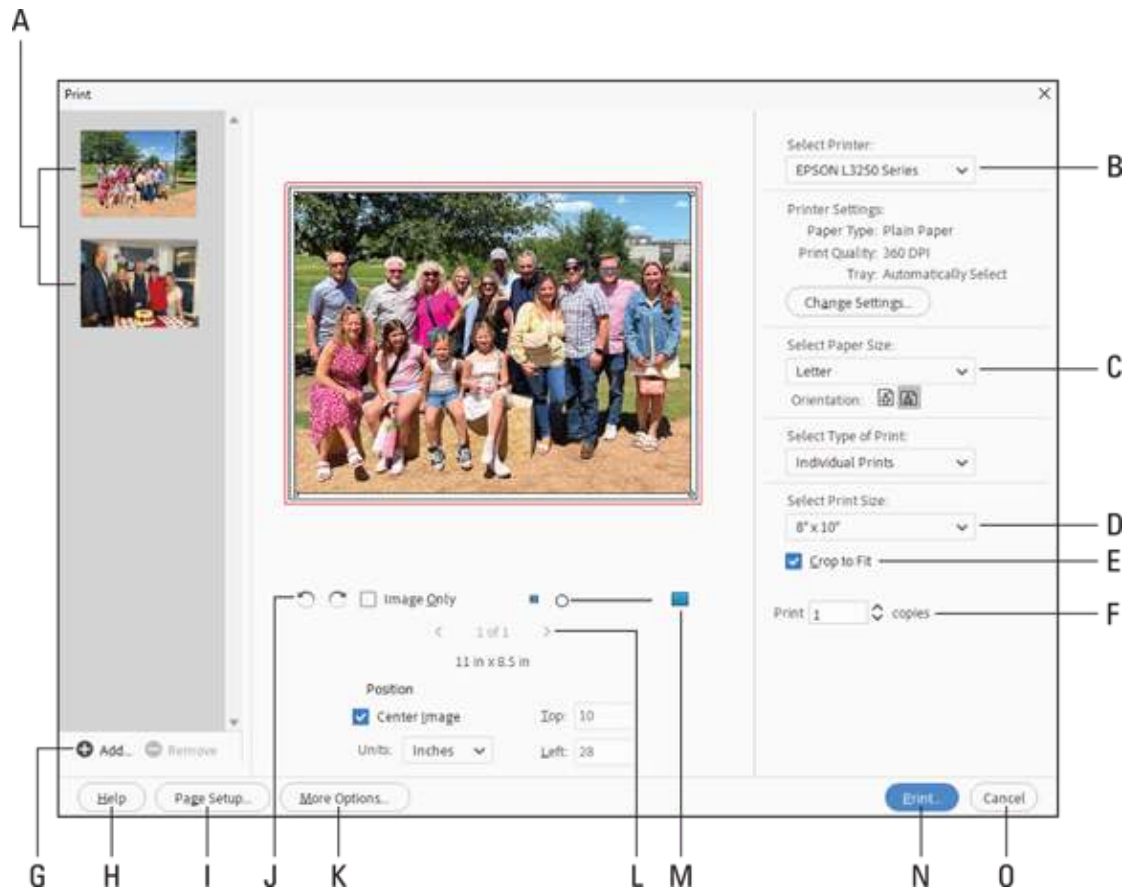 A
Print
Select Printer:
EPSON L3250 Series
B
Printer Settings:
Paper Type: Plain Paper
Print Quality: 360 DPI
Tray: Automatically Select
Change Settings...
Select Paper Size:
Letter
C
Orientation:
Select Type of Print:
Individual Prints
Select Print Size:
8" x 10"
D
Crop to Fit
E
Print 1 copies
F
Image Only
1 of 1
11 in x 8.5 in
Position
Center Image
Top: 10
Units: Inches
Left: 28
Add... Remove
Help Page Setup... More Options... Print... Cancel
G H I J K L M N O